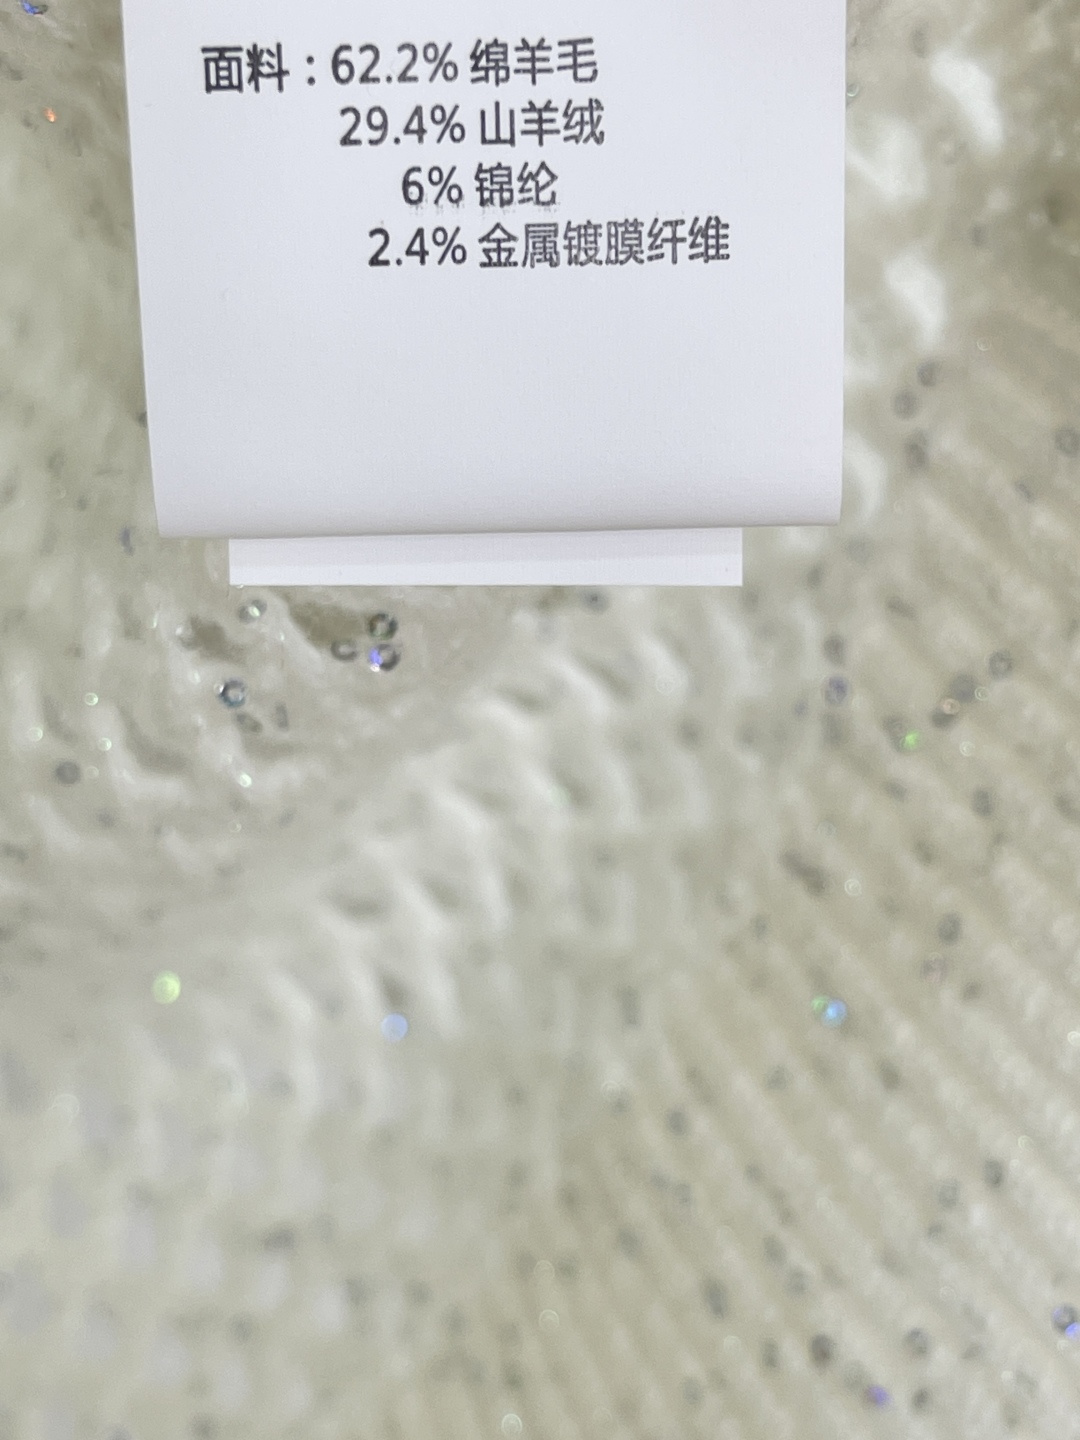 面料：62.2% 绵羊毛
29.4% 山羊绒
6% 锦纶
2.4% 金属镀膜纤维